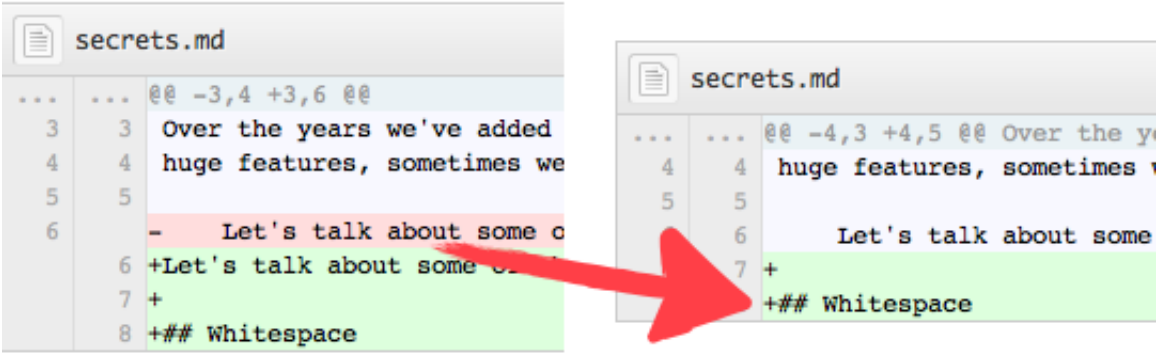 secrets.md
... ... @@ -3,4 +3,6 @@
3 3 Over the years we've added
4 4 huge features, sometimes we
5 5
6 - Let's talk about some
6 +Let's talk about some
7 +
8 +## Whitespace
secrets.md
... ... @@ -4,3 +4,5 @@ Over the
4 4 huge features, sometimes
5 5
6 Let's talk about some
7 +
+## Whitespace